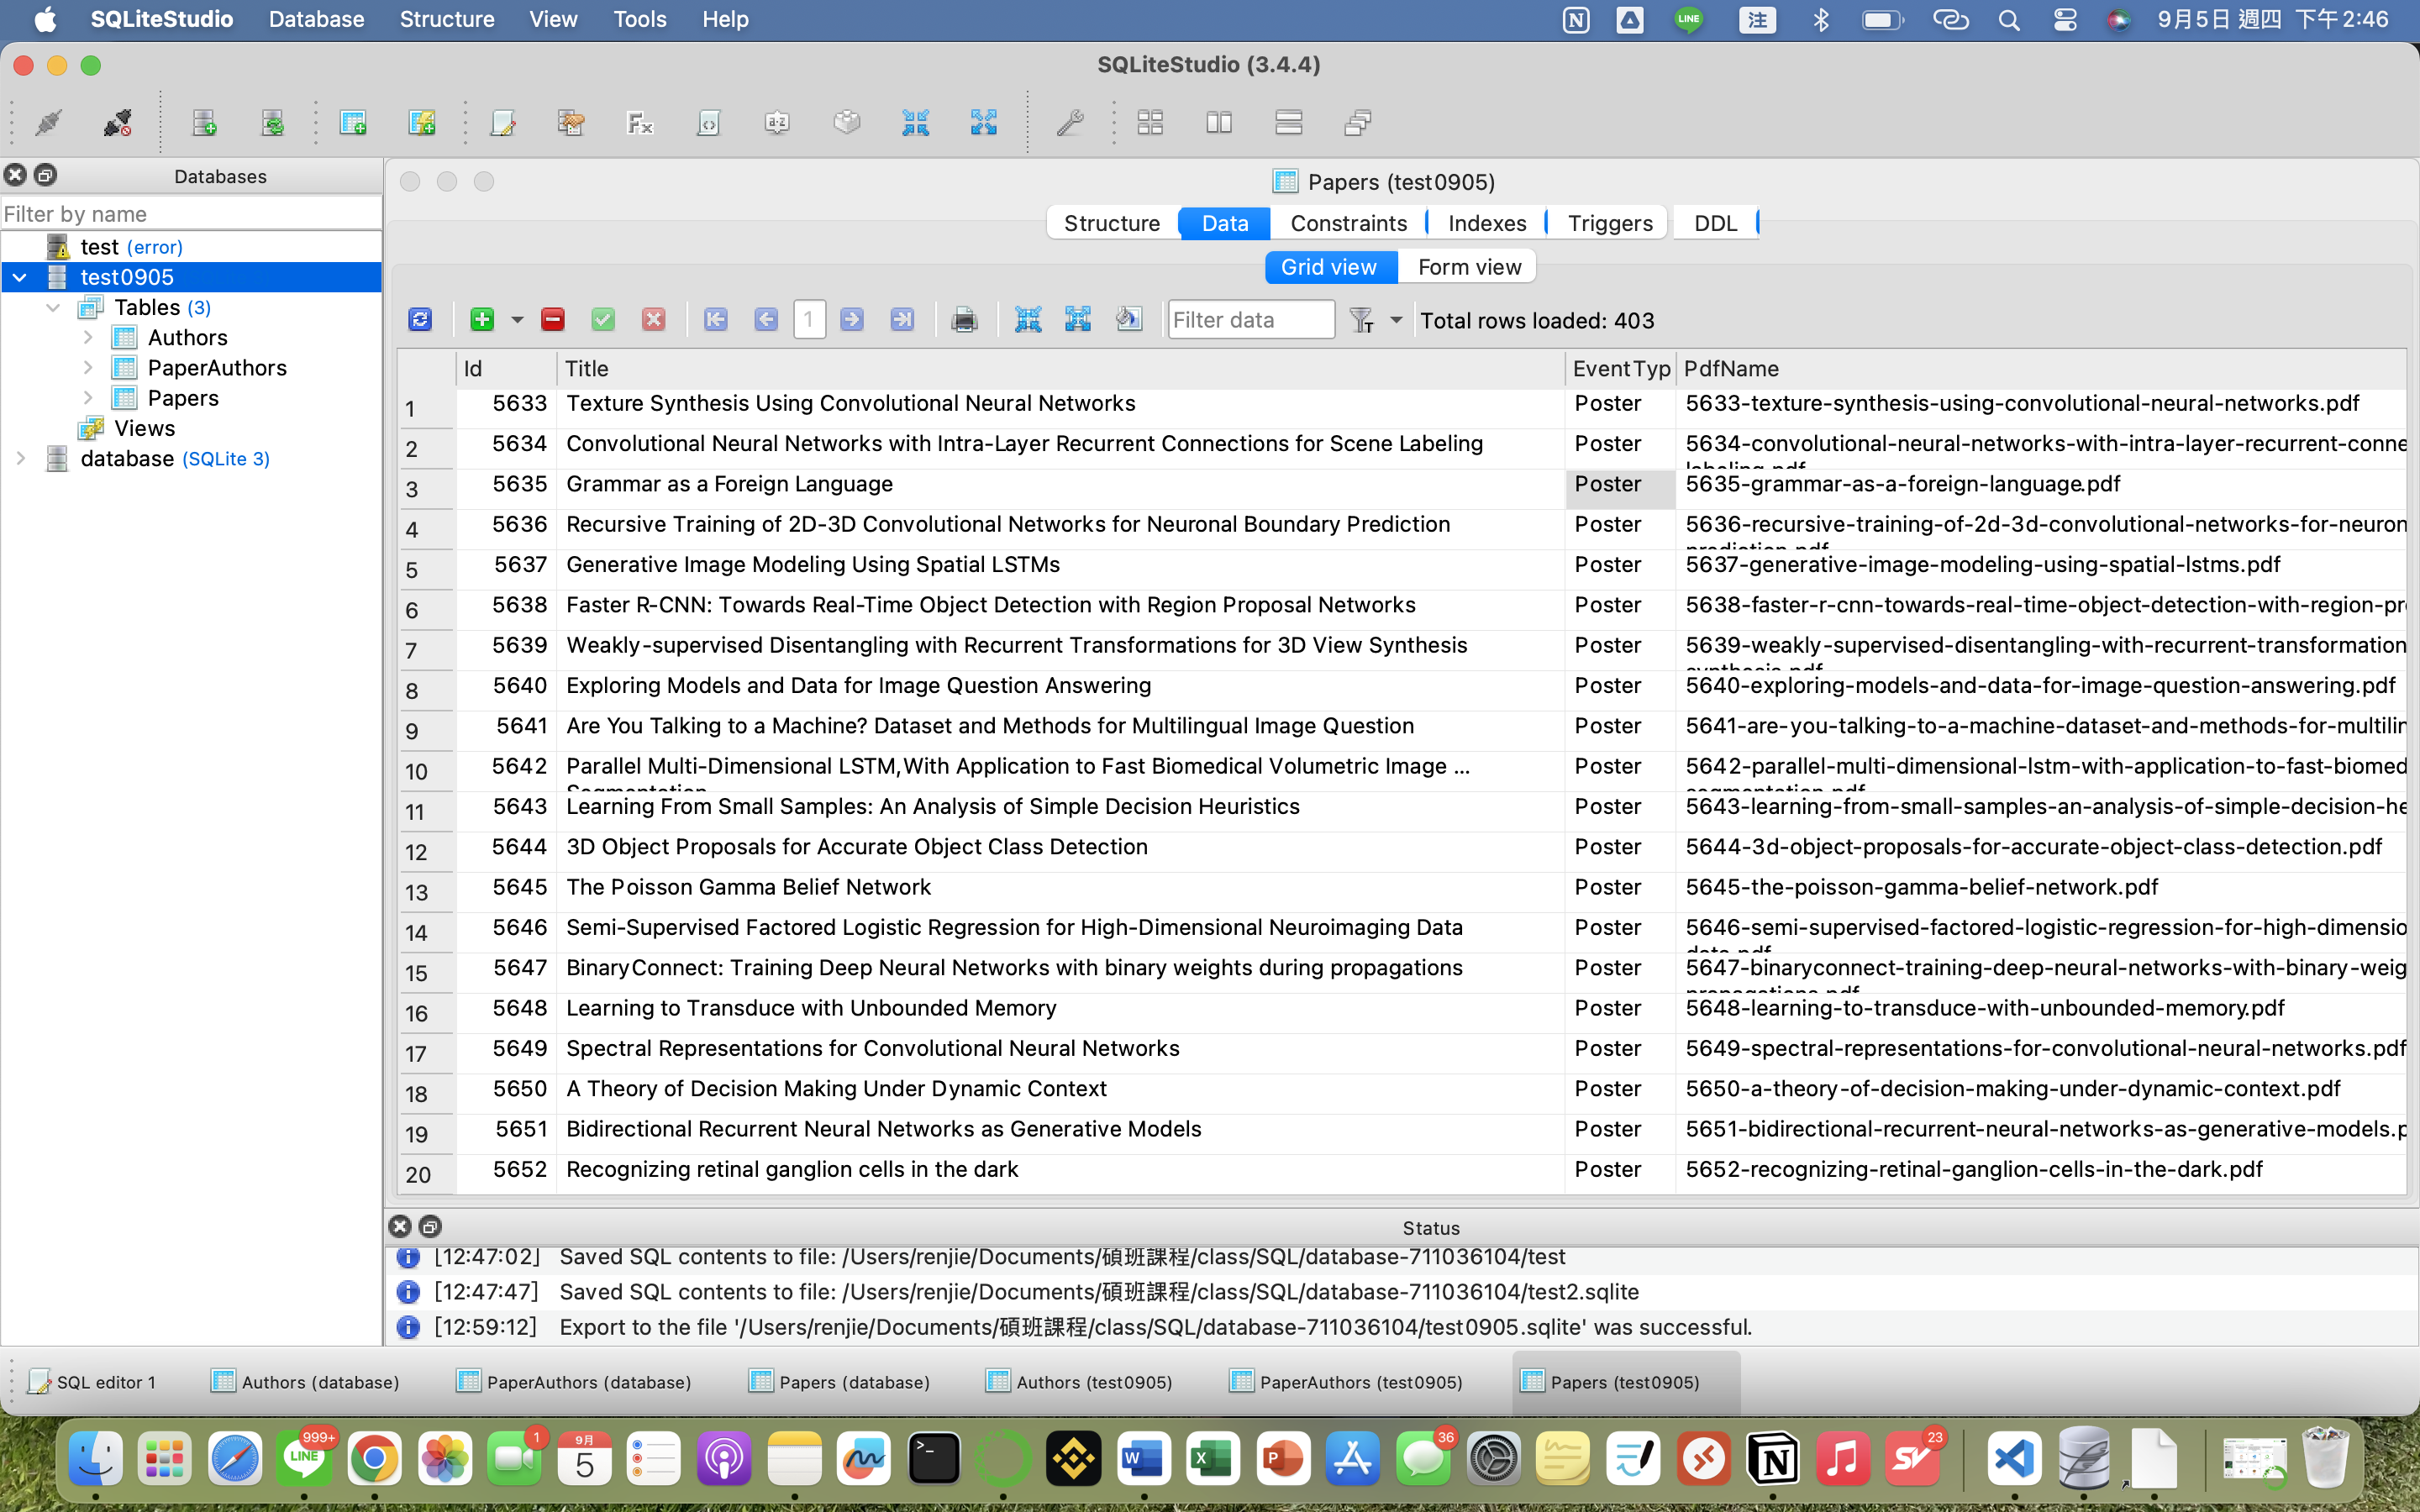 SQLiteStudio Database Structure View Tools Help 注 9月5日 週四 下午2:46
SQLiteStudio (3.4.4)
Databases
Filter by name
test (error)
test0905
Tables (3)
Authors
PaperAuthors
Papers
Views
database (SQLite 3)
Papers (test0905)
Structure Data Constraints Indexes Triggers DDL
Grid view Form view
1 Filter data Total rows loaded: 403
Id Title EventTyp PdfName
1 5633 Texture Synthesis Using Convolutional Neural Networks Poster 5633-texture-synthesis-using-convolutional-neural-networks.pdf
2 5634 Convolutional Neural Networks with Intra-Layer Recurrent Connections for Scene Labeling Poster 5634-convolutional-neural-networks-with-intra-layer-recurrent-conne
3 5635 Grammar as a Foreign Language Poster 5635-grammar-as-a-foreign-language.pdf
4 5636 Recursive Training of 2D-3D Convolutional Networks for Neuronal Boundary Prediction Poster 5636-recursive-training-of-2d-3d-convolutional-networks-for-neuron
5 5637 Generative Image Modeling Using Spatial LSTMs Poster 5637-generative-image-modeling-using-spatial-lstms.pdf
6 5638 Faster R-CNN: Towards Real-Time Object Detection with Region Proposal Networks Poster 5638-faster-r-cnn-towards-real-time-object-detection-with-region-pr
7 5639 Weakly-supervised Disentangling with Recurrent Transformations for 3D View Synthesis Poster 5639-weakly-supervised-disentangling-with-recurrent-transformation
8 5640 Exploring Models and Data for Image Question Answering Poster 5640-exploring-models-and-data-for-image-question-answering.pdf
9 5641 Are You Talking to a Machine? Dataset and Methods for Multilingual Image Question Poster 5641-are-you-talking-to-a-machine-dataset-and-methods-for-multilin
10 5642 Parallel Multi-Dimensional LSTM,With Application to Fast Biomedical Volumetric Image ... Poster 5642-parallel-multi-dimensional-lstm-with-application-to-fast-biomed
11 5643 Learning From Small Samples: An Analysis of Simple Decision Heuristics Poster 5643-learning-from-small-samples-an-analysis-of-simple-decision-he
12 5644 3D Object Proposals for Accurate Object Class Detection Poster 5644-3d-object-proposals-for-accurate-object-class-detection.pdf
13 5645 The Poisson Gamma Belief Network Poster 5645-the-poisson-gamma-belief-network.pdf
14 5646 Semi-Supervised Factored Logistic Regression for High-Dimensional Neuroimaging Data Poster 5646-semi-supervised-factored-logistic-regression-for-high-dimensio
15 5647 BinaryConnect: Training Deep Neural Networks with binary weights during propagations Poster 5647-binaryconnect-training-deep-neural-networks-with-binary-weig
16 5648 Learning to Transduce with Unbounded Memory Poster 5648-learning-to-transduce-with-unbounded-memory.pdf
17 5649 Spectral Representations for Convolutional Neural Networks Poster 5649-spectral-representations-for-convolutional-neural-networks.pdf
18 5650 A Theory of Decision Making Under Dynamic Context Poster 5650-a-theory-of-decision-making-under-dynamic-context.pdf
19 5651 Bidirectional Recurrent Neural Networks as Generative Models Poster 5651-bidirectional-recurrent-neural-networks-as-generative-models.p
20 5652 Recognizing retinal ganglion cells in the dark Poster 5652-recognizing-retinal-ganglion-cells-in-the-dark.pdf
Status
[12:47:02] Saved SQL contents to file: /Users/renjie/Documents/碩班課程/class/SQL/database-711036104/test
[12:47:47] Saved SQL contents to file: /Users/renjie/Documents/碩班課程/class/SQL/database-711036104/test2.sqlite
[12:59:12] Export to the file '/Users/renjie/Documents/碩班課程/class/SQL/database-711036104/test0905.sqlite' was successful.
SQL editor 1 Authors (database) PaperAuthors (database) Papers (database) Authors (test0905) PaperAuthors (test0905) Papers (test0905)
LINE 999+ 1 9月 5 36 23